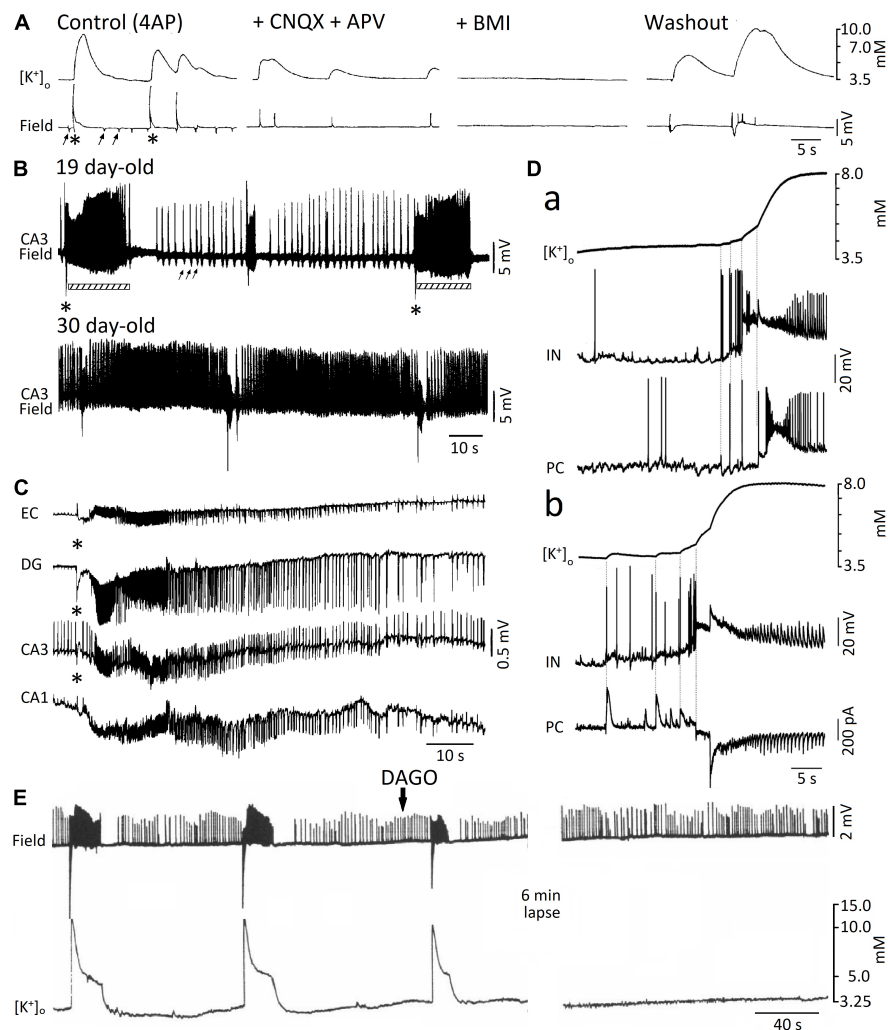 A
Control (4AP)
+ CNQX + APV
+ BMI
Washout
[K+]o
10.0
7.0
3.5
mM
Field
*
*
5 mV
5 s
B
19 day-old
CA3
Field
5 mV
*
*
30 day-old
CA3
Field
5 mV
10 s
C
EC
*
DG
*
CA3
*
CA1
0.5 mV
10 s
D
a
8.0
3.5
mM
[K+]o
IN
20 mV
PC
b
8.0
3.5
mM
[K+]o
IN
20 mV
PC
200 pA
5 s
E
DAGO
Field
2 mV
6 min
lapse
15.0
10.0
5.0
3.25
mM
[K+]o
40 s